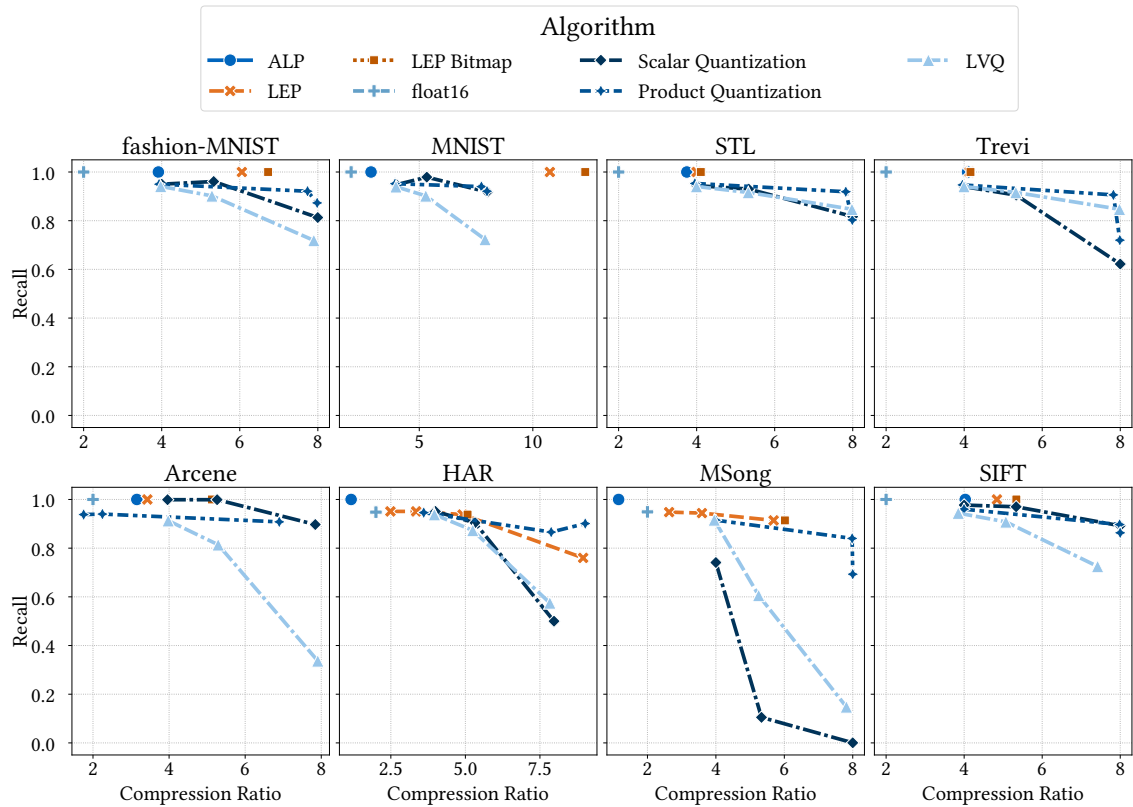 Algorithm
ALP LEP Bitmap Scalar Quantization LVQ
LEP float16 Product Quantization
fashion-MNIST MNIST STL Trevi
1.0
0.8
0.6
0.4
0.2
0.0
Recall
2 4 6 8 5 10 2 4 6 8 2 4 6 8
Arcene HAR MSong SIFT
1.0
0.8
0.6
0.4
0.2
0.0
Recall
2 4 6 8 2.5 5.0 7.5 2 4 6 8 2 4 6 8
Compression Ratio Compression Ratio Compression Ratio Compression Ratio